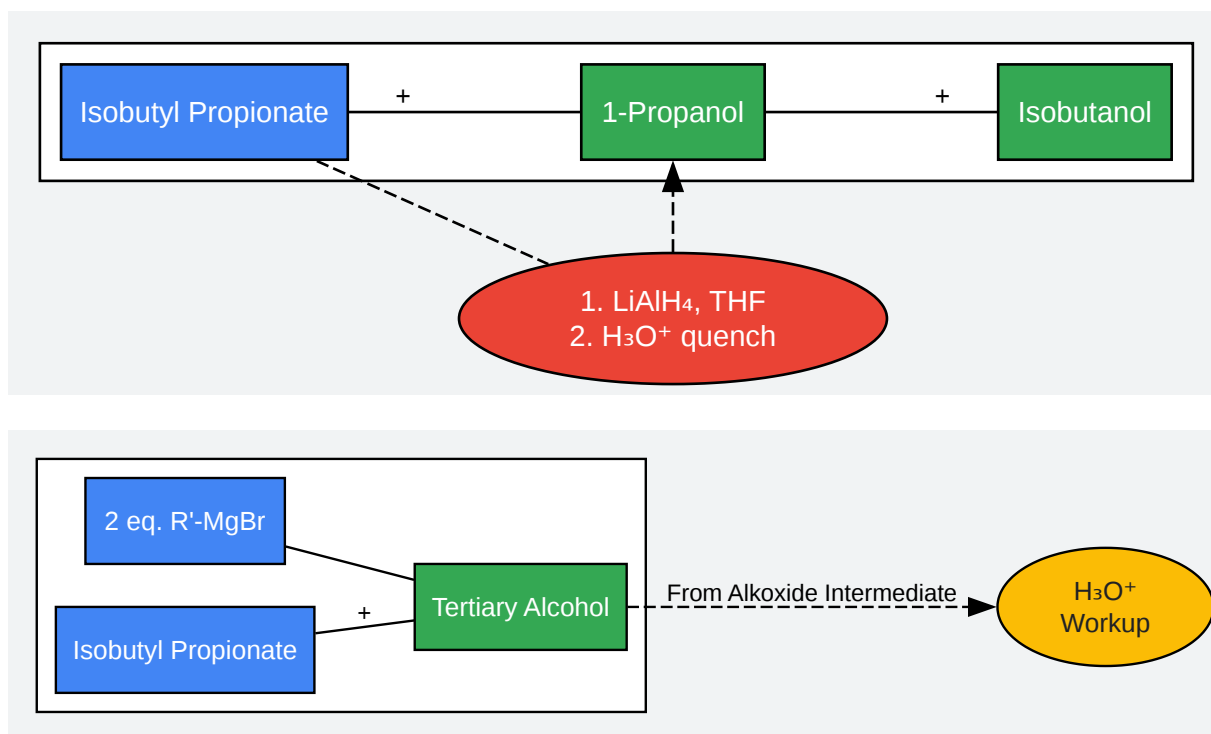 Isobutyl Propionate
+
1-Propanol
+
Isobutanol
1. LiAlH₄, THF
2. H₃O⁺ quench
2 eq. R'-MgBr
Isobutyl Propionate
+
Tertiary Alcohol
From Alkoxide Intermediate
H₃O⁺
Workup